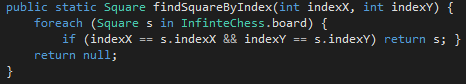 public static Square findSquareByIndex(int indexX, int indexY) {
foreach (Square s in InfinteChess.board) {
if (indexX == s.indexX && indexY == s.indexY) return s; }
return null;
}